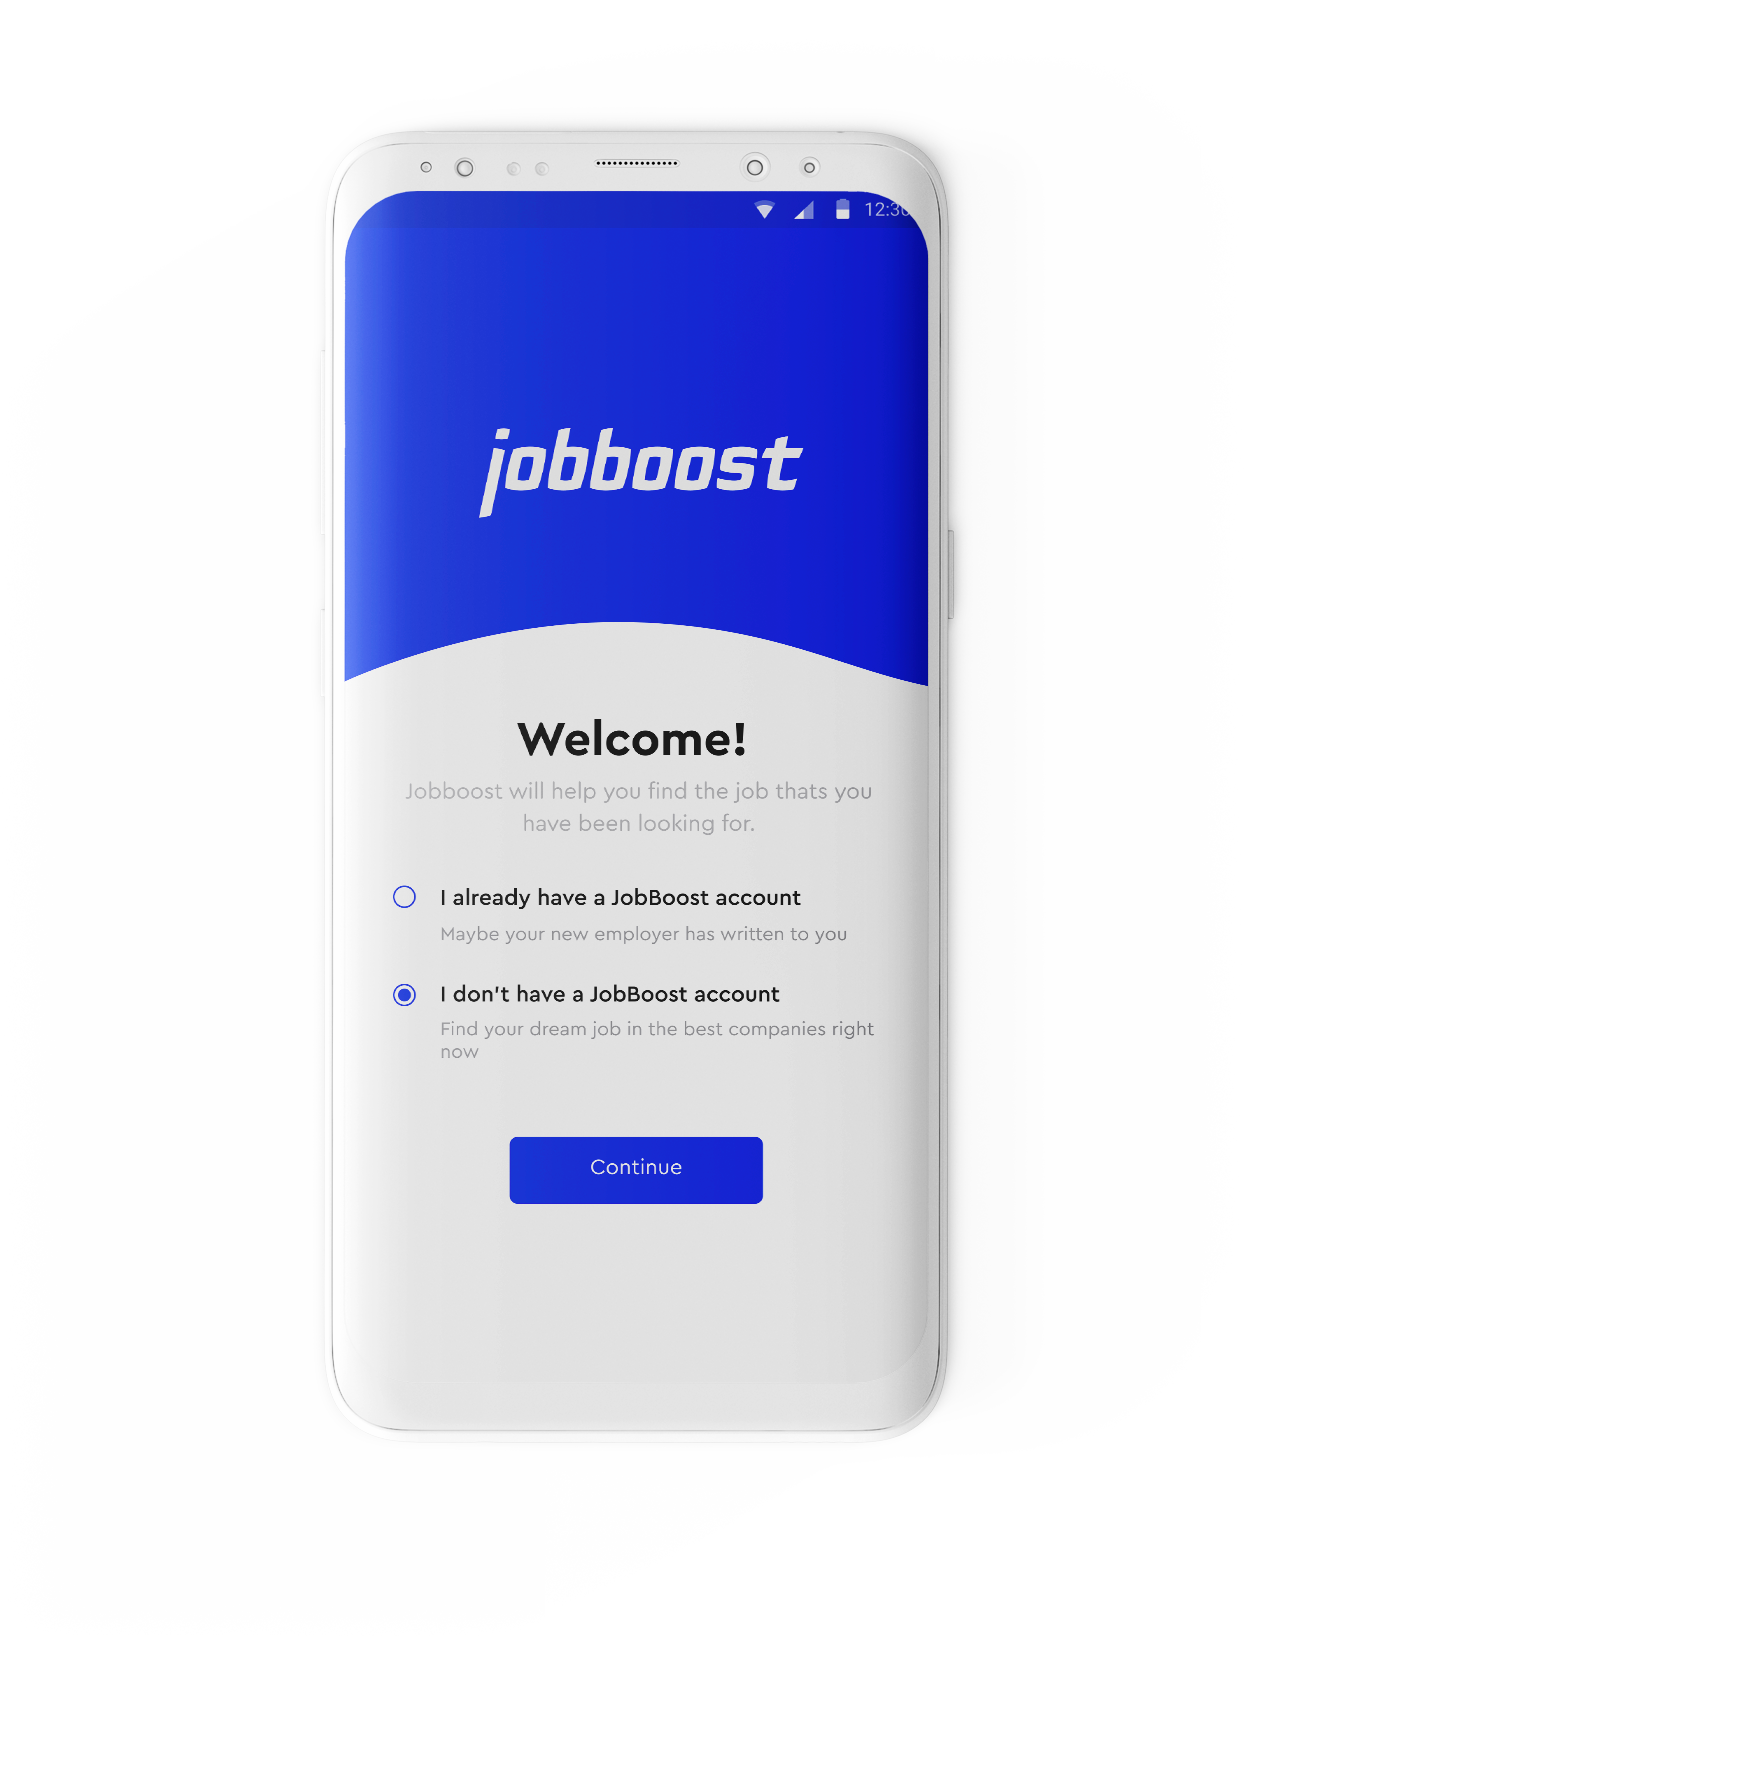 12:30
jobboost
Welcome!
Jobboost will help you find the job thats you
have been looking for.
I already have a JobBoost account
Maybe your new employer has written to you
I don't have a JobBoost account
Find your dream job in the best companies right
now
Continue